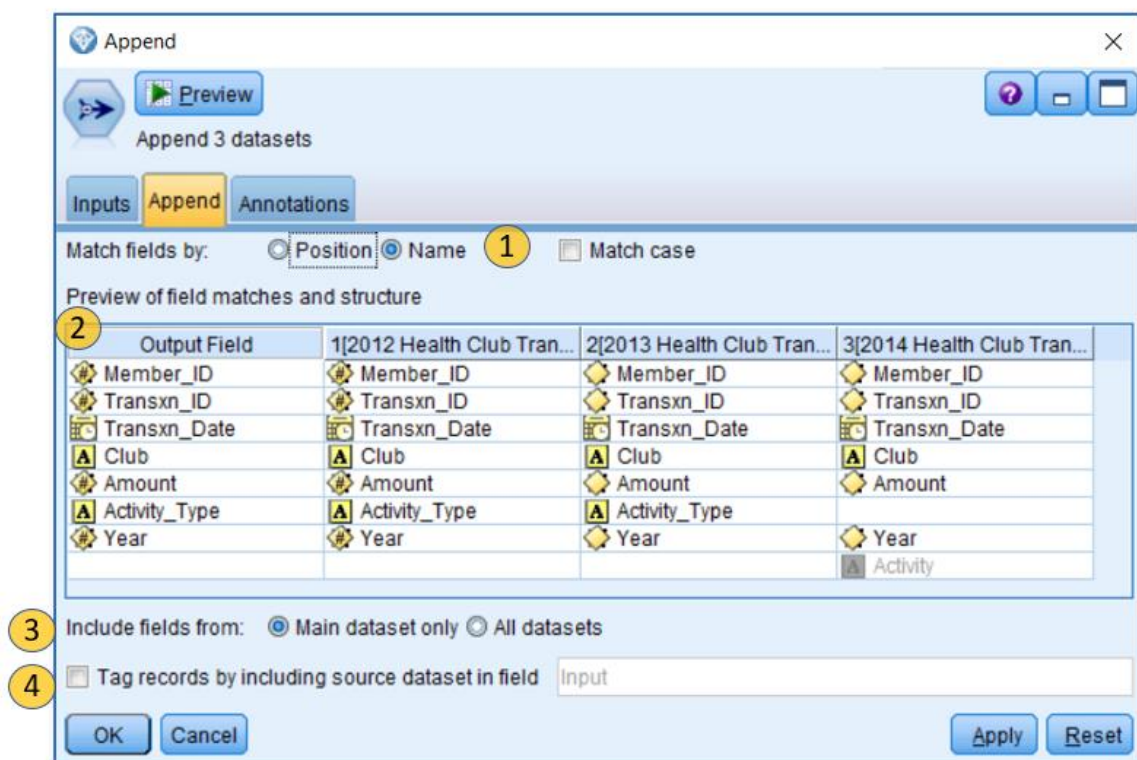 Append
Preview
Append 3 datasets
Inputs Append Annotations
Match fields by: Position Name 1 Match case
Preview of field matches and structure
2
Output Field 1[2012 Health Club Tran... 2[2013 Health Club Tran... 3[2014 Health Club Tran...
Member_ID Member_ID Member_ID Member_ID
Transxn_ID Transxn_ID Transxn_ID Transxn_ID
Transxn_Date Transxn_Date Transxn_Date Transxn_Date
A Club A Club A Club A Club
Amount Amount Amount Amount
A Activity_Type A Activity_Type A Activity_Type
Year Year Year Year
A Activity
3 Include fields from: Main dataset only All datasets
4 Tag records by including source dataset in field Input
OK Cancel Apply Reset